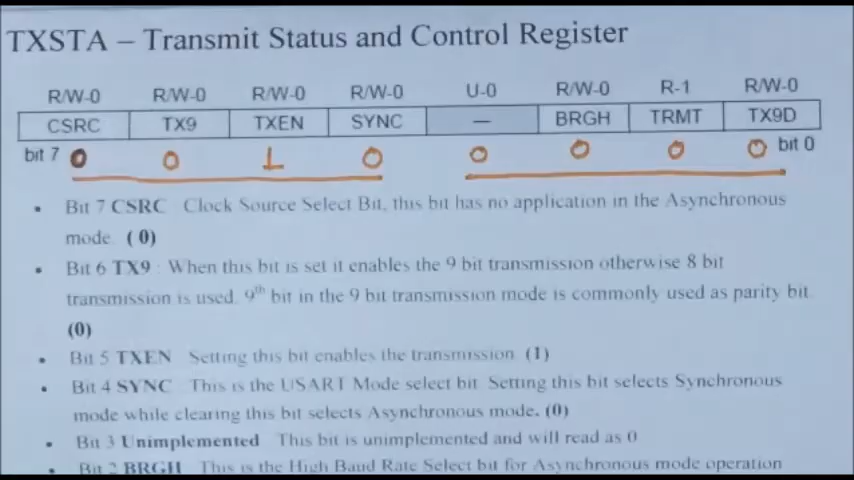 TXSTA – Transmit Status and Control Register
R/W-0 R/W-0 R/W-0 R/W-0 U-0 R/W-0 R-1 R/W-0
CSRC TX9 TXEN SYNC — BRGH TRMT TX9D
bit 7 0 0 1 0 0 0 0 0 bit 0
• Bit 7 CSRC : Clock Source Select Bit, this bit has no application in the Asynchronous
mode. (0)
• Bit 6 TX9 : When this bit is set it enables the 9 bit transmission otherwise 8 bit
transmission is used. 9th bit in the 9 bit transmission mode is commonly used as parity bit.
(0)
• Bit 5 TXEN : Setting this bit enables the transmission. (1)
• Bit 4 SYNC : This is the USART Mode select bit. Setting this bit selects Synchronous
mode while clearing this bit selects Asynchronous mode. (0)
• Bit 3 Unimplemented : This bit is unimplemented and will read as 0
• Bit 2 BRGH : This is the High Baud Rate Select bit for Asynchronous mode operation